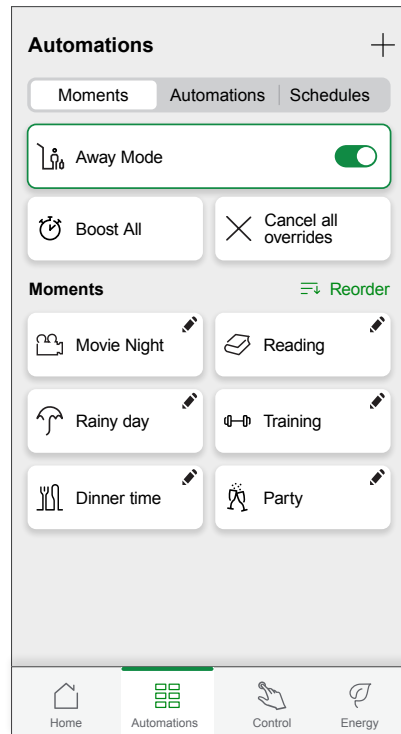 Automations
Moments
Automations
Schedules
Away Mode
Boost All
Cancel all
overrides
Moments
Reorder
Movie Night
Reading
Rainy day
Training
Dinner time
Party
Home
Automations
Control
Energy